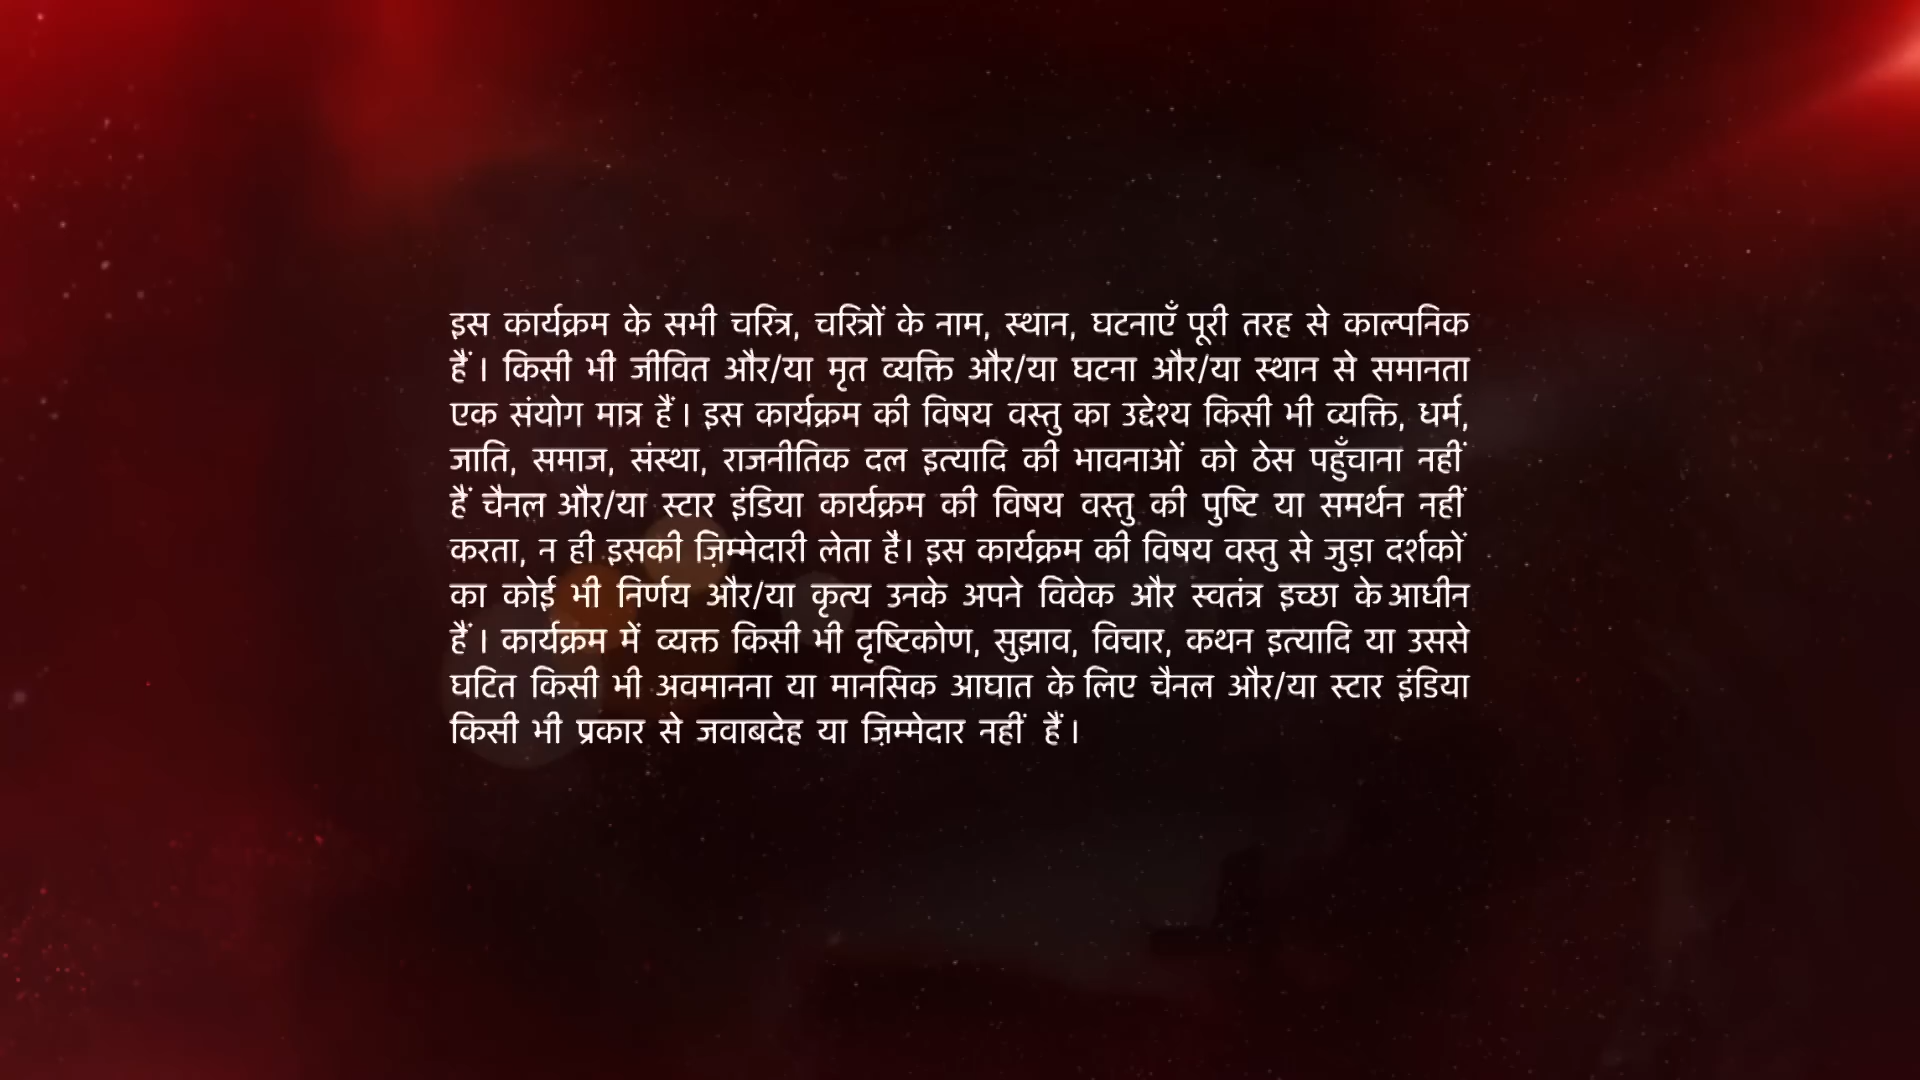 इस कार्यक्रम के सभी चरित्र, चरित्रों के नाम, स्थान, घटनाएँ पूरी तरह से काल्पनिक
हैं । किसी भी जीवित और/या मृत व्यक्ति और/या घटना और/या स्थान से समानता
एक संयोग मात्र हैं । इस कार्यक्रम की विषय वस्तु का उद्देश्य किसी भी व्यक्ति, धर्म,
जाति, समाज, संस्था, राजनीतिक दल इत्यादि की भावनाओं को ठेस पहुँचाना नहीं
हैं चैनल और/या स्टार इंडिया कार्यक्रम की विषय वस्तु की पुष्टि या समर्थन नहीं
करता, न ही इसकी ज़िम्मेदारी लेता है। इस कार्यक्रम की विषय वस्तु से जुड़ा दर्शकों
का कोई भी निर्णय और/या कृत्य उनके अपने विवेक और स्वतंत्र इच्छा के आधीन
हैं । कार्यक्रम में व्यक्त किसी भी दृष्टिकोण, सुझाव, विचार, कथन इत्यादि या उससे
घटित किसी भी अवमानना या मानसिक आघात के लिए चैनल और/या स्टार इंडिया
किसी भी प्रकार से जवाबदेह या ज़िम्मेदार नहीं हैं ।